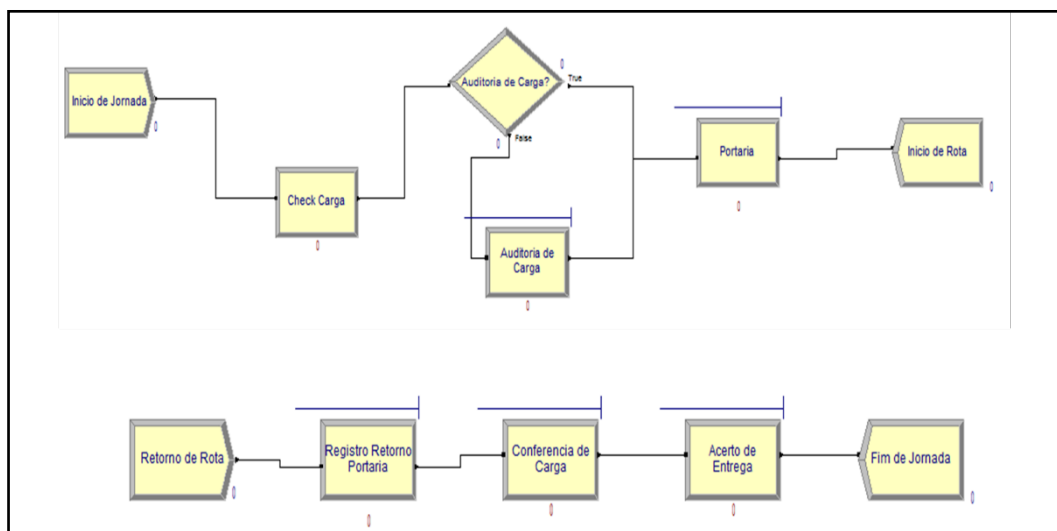 Inicio de Jornada
0
Check Carga
0
Auditoria de Carga?
0
True
0
False
Auditoria de
Carga
0
Portaria
0
Inicio de Rota
0
Retorno de Rota
0
Registro Retorno
Portaria
0
Conferencia de
Carga
0
Acerto de
Entrega
0
Fim de Jornada
0